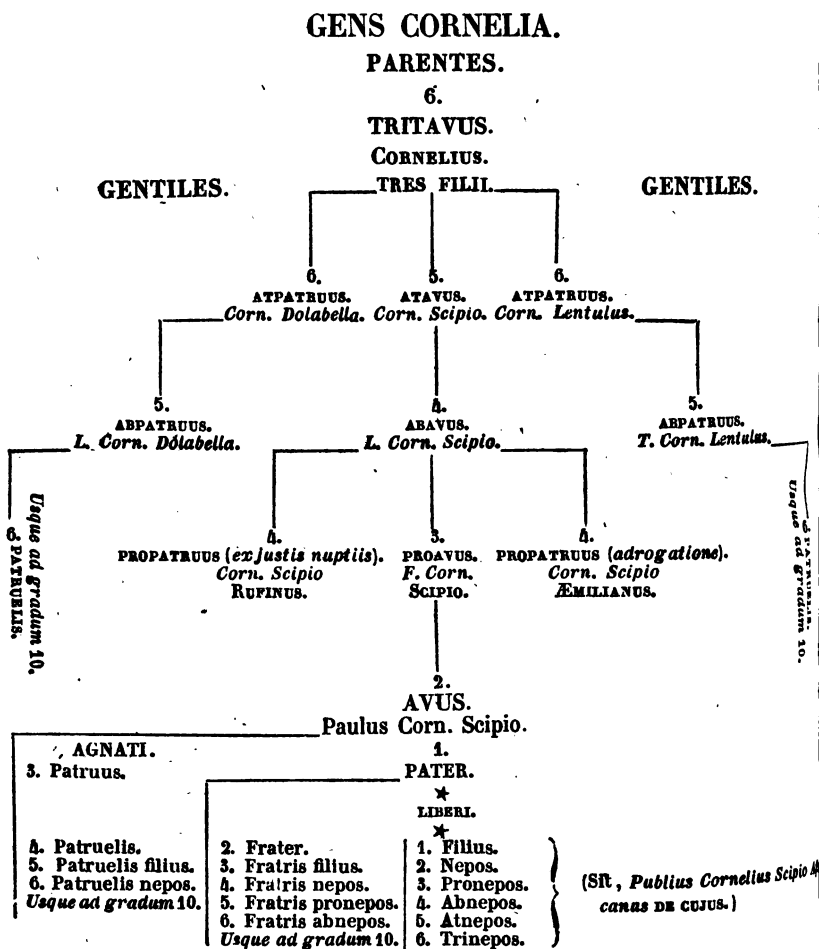 GENS CORNELIA.
PARENTES.
6.
TRITAVUS.
CORNELIUS.
GENTILES. TRES FILII. GENTILES.
6. 5. 6.
ATPATRUUS. ATAVUS. ATPATRUUS.
Corn. Dolabella. Corn. Scipio. Corn. Lentulus.
5. 4. 5.
ABPATRUUS. ABAVUS. ABPATRUUS.
L. Corn. Dolabella. L. Corn. Scipio. T. Corn. Lentulus.
6. PATRUELIS.
Usque ad gradum 10.
4. 3. 4.
PROPATRUUS (ex justis nuptiis). PROAVUS. PROPATRUUS (adrogatione).
Corn. Scipio F. Corn. Corn. Scipio
RUFINUS. SCIPIO. ÆMILIANUS.
6. PATRUELIS.
Usque ad gradum 10.
2.
AVUS.
Paulus Corn. Scipio.
AGNATI. 1.
3. Patruus. PATER.
LIBERI.
4. Patruelis. 2. Frater. 1. Filius.
5. Patruelis filius. 3. Fratris filius. 2. Nepos.
6. Patruelis nepos. 4. Fratris nepos. 3. Pronepos. (Sit, Publius Cornelius Scipio
Usque ad gradum 10. 5. Fratris pronepos. 4. Abnepos. canas DE CUJUS.)
6. Fratris abnepos. 5. Atnepos.
Usque ad gradum 10. 6. Trinepos.